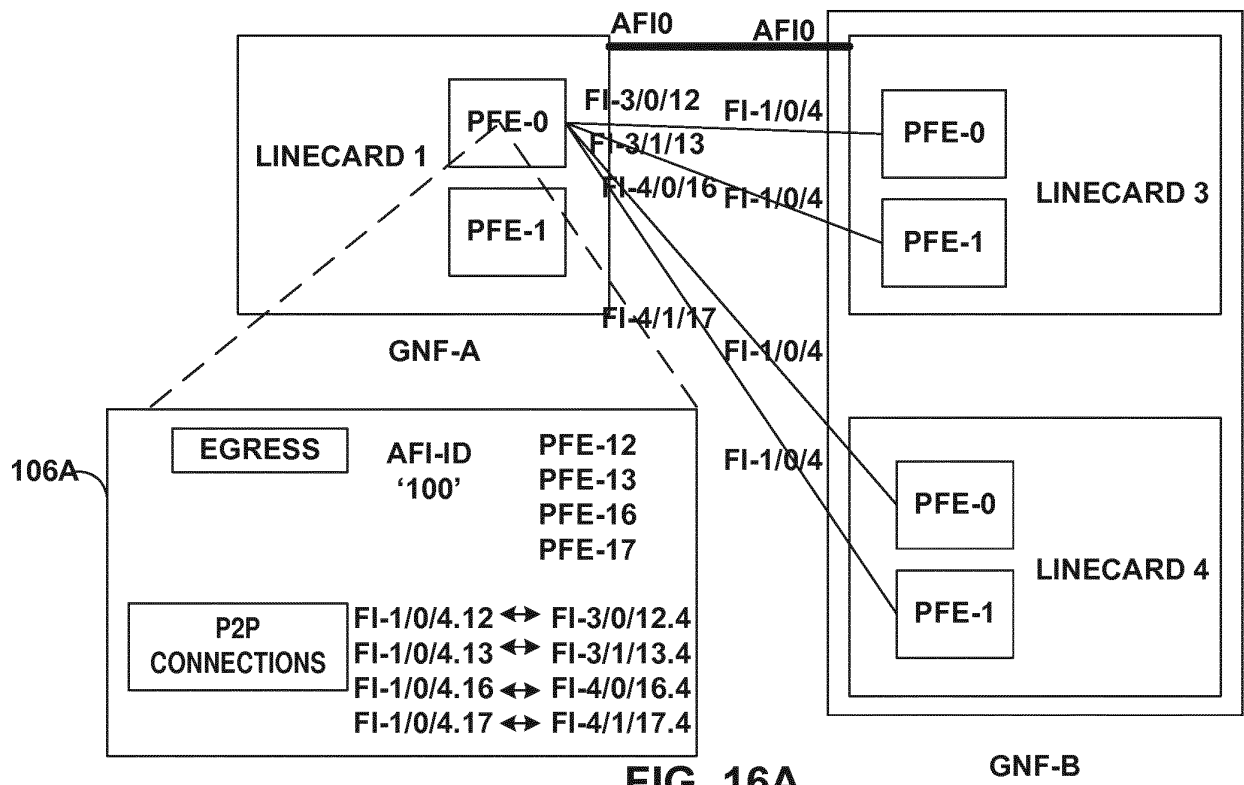 AFI0
AFI0
FI-3/0/12
FI-1/0/4
PFE-0
PFE-0
FI-3/1/13
LINECARD 1
FI-4/0/16
FI-1/0/4
LINECARD 3
PFE-1
PFE-1
FI-4/1/17
GNF-A
FI-1/0/4
106A
EGRESS
AFI-ID
‘100’
PFE-12
PFE-13
PFE-16
PFE-17
FI-1/0/4
PFE-0
LINECARD 4
PFE-1
P2P
CONNECTIONS
FI-1/0/4.12 ↔ FI-3/0/12.4
FI-1/0/4.13 ↔ FI-3/1/13.4
FI-1/0/4.16 ↔ FI-4/0/16.4
FI-1/0/4.17 ↔ FI-4/1/17.4
GNF-B
FIG. 16A